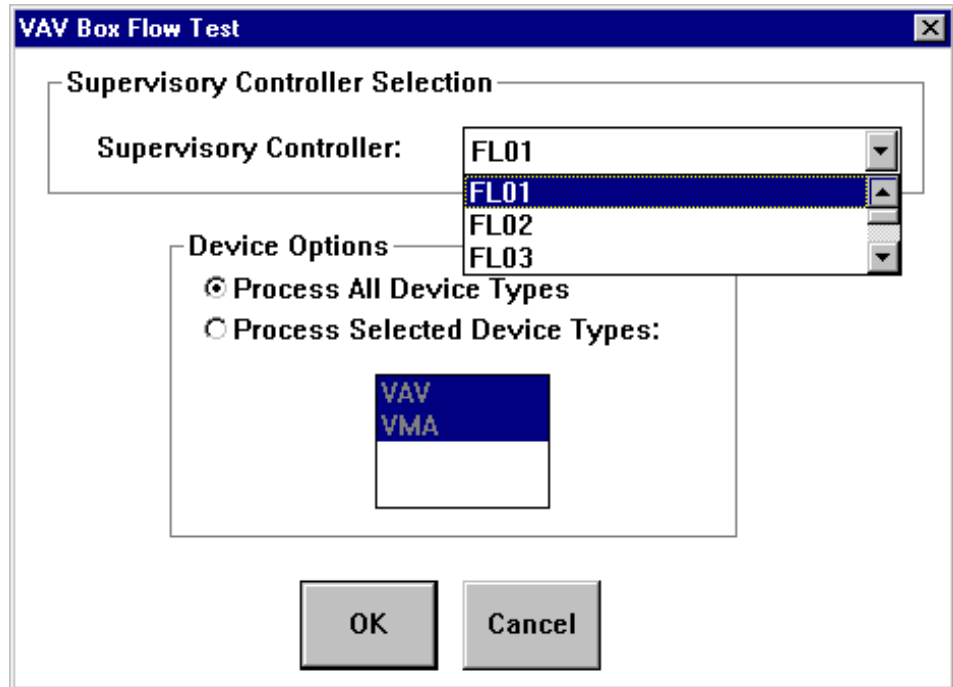 VAV Box Flow Test
Supervisory Controller Selection
Supervisory Controller:
FL01
FL01
FL02
FL03
Device Options
Process All Device Types
Process Selected Device Types:
VAV
VMA
OK
Cancel